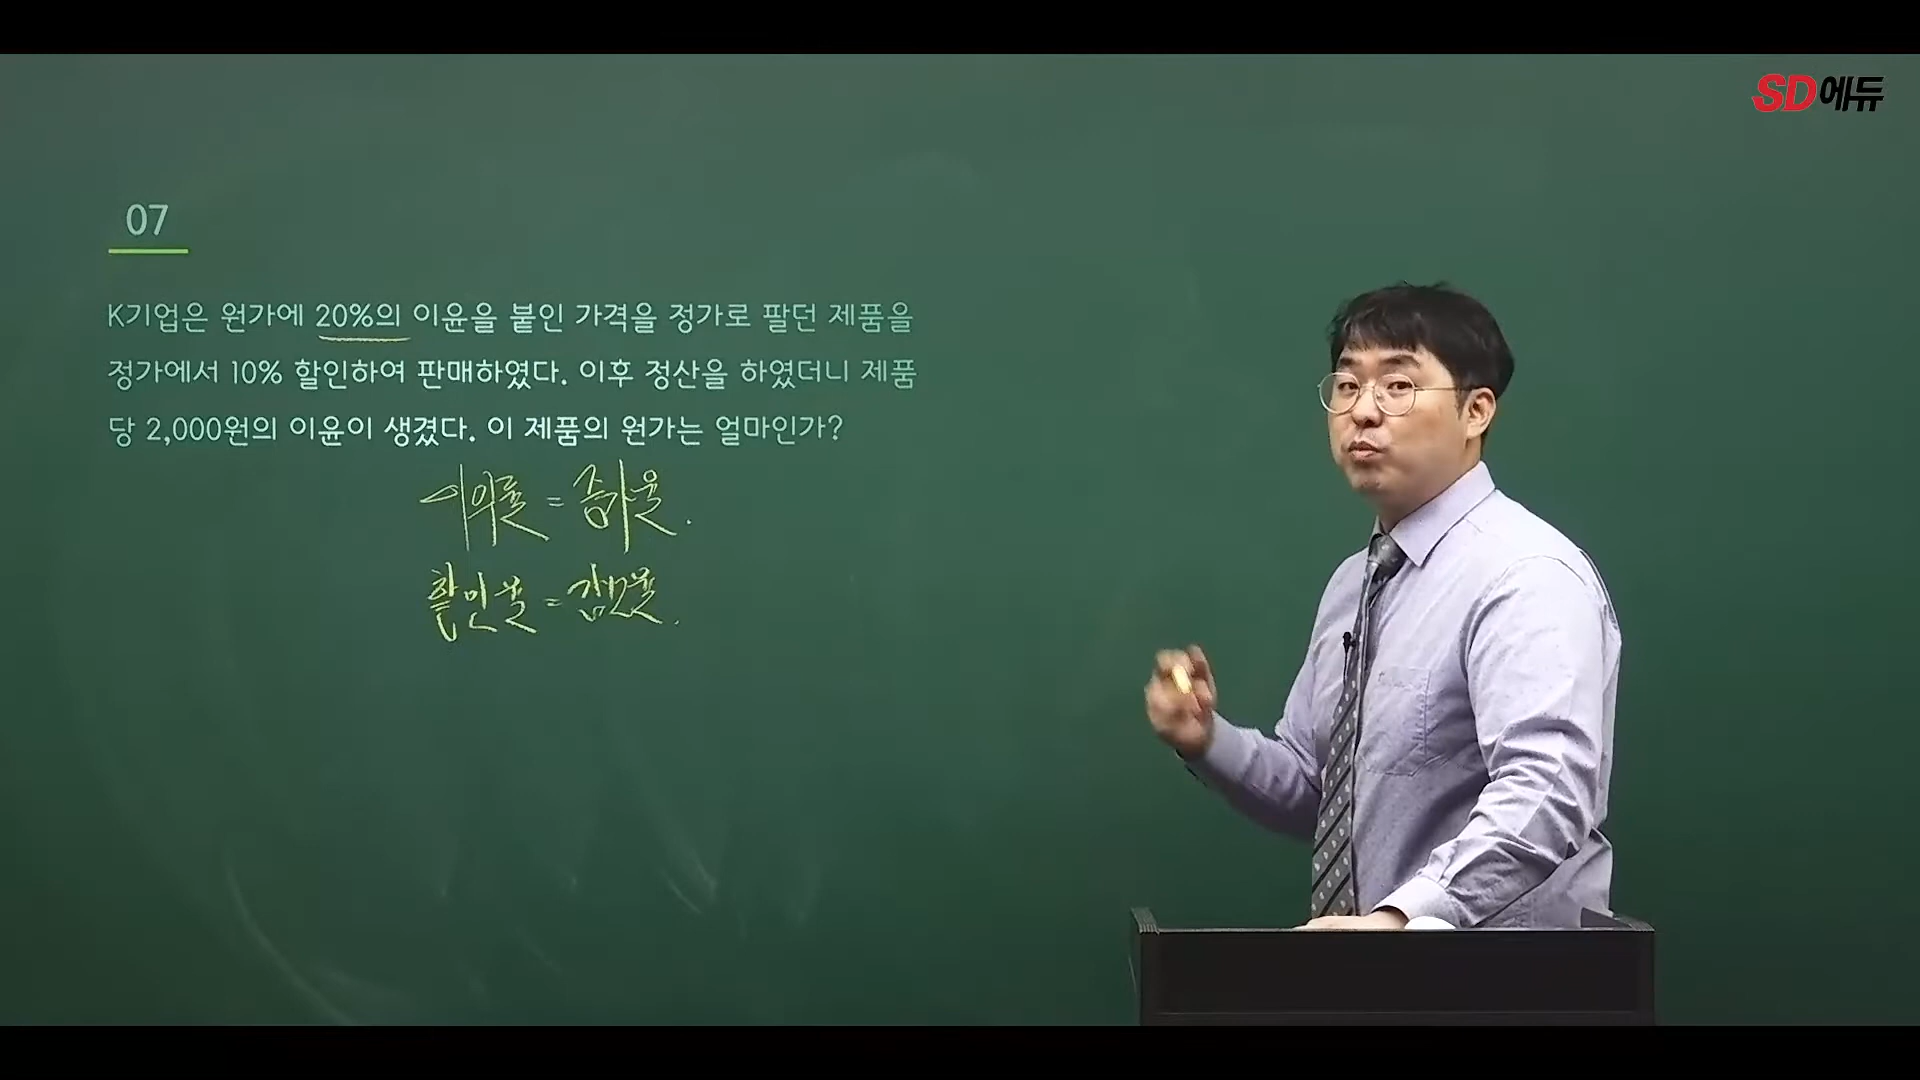 SD에듀
07
K기업은 원가에 20%의 이윤을 붙인 가격을 정가로 팔던 제품을
정가에서 10% 할인하여 판매하였다. 이후 정산을 하였더니 제품
당 2,000원의 이윤이 생겼다. 이 제품의 원가는 얼마인가?
이익률 = 증가율.
할인율 = 감소율.